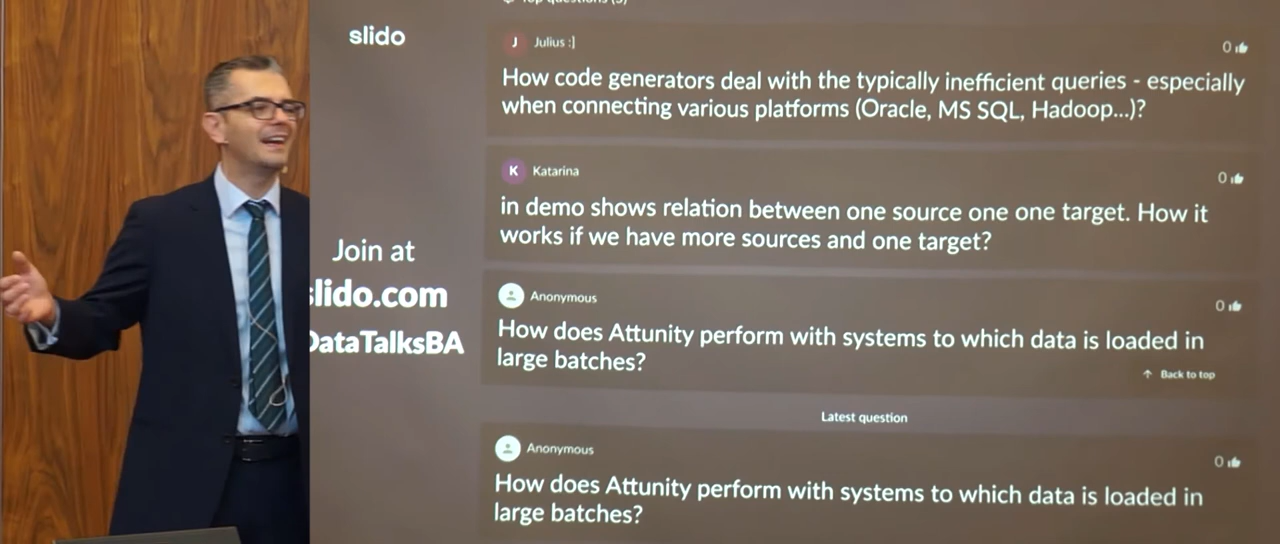 Top questions (3)
slido
J Julius :]
0
How code generators deal with the typically inefficient queries - especially
when connecting various platforms (Oracle, MS SQL, Hadoop...)?
K Katarina
0
in demo shows relation between one source one one target. How it
works if we have more sources and one target?
Join at
slido.com
DataTalksBA
Anonymous
0
How does Attunity perform with systems to which data is loaded in
large batches?
↑ Back to top
Latest question
Anonymous
0
How does Attunity perform with systems to which data is loaded in
large batches?